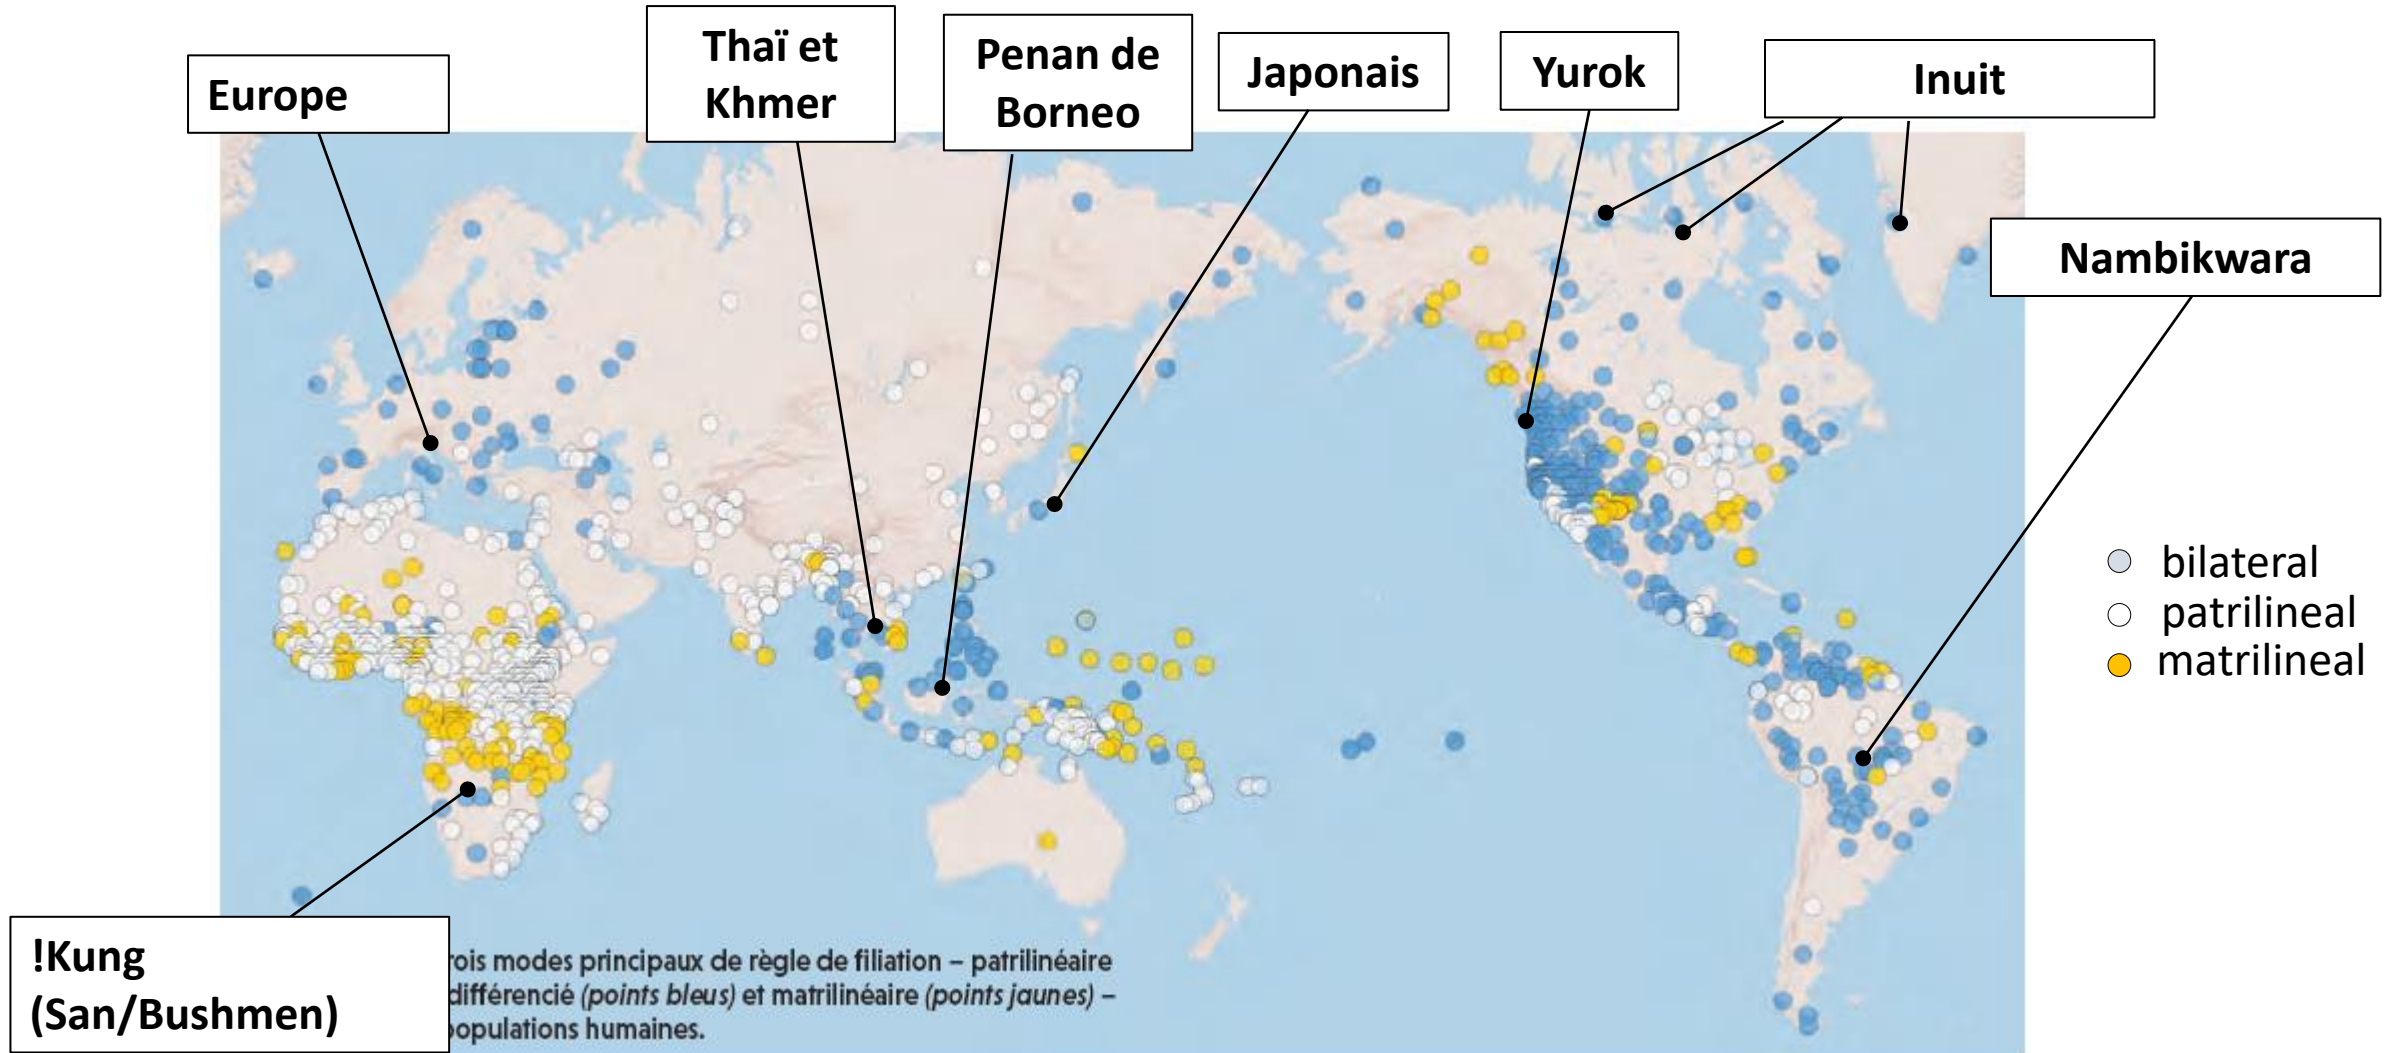 Europe
Thaï et
Khmer
Penan de
Borneo
Japonais
Yurok
Inuit
Nambikwara
bilateral
patrilineal
matrilineal
!Kung
(San/Bushmen)
rois modes principaux de règle de filiation – patrilinéaire
différencié (points bleus) et matrilinéaire (points jaunes) –
populations humaines.